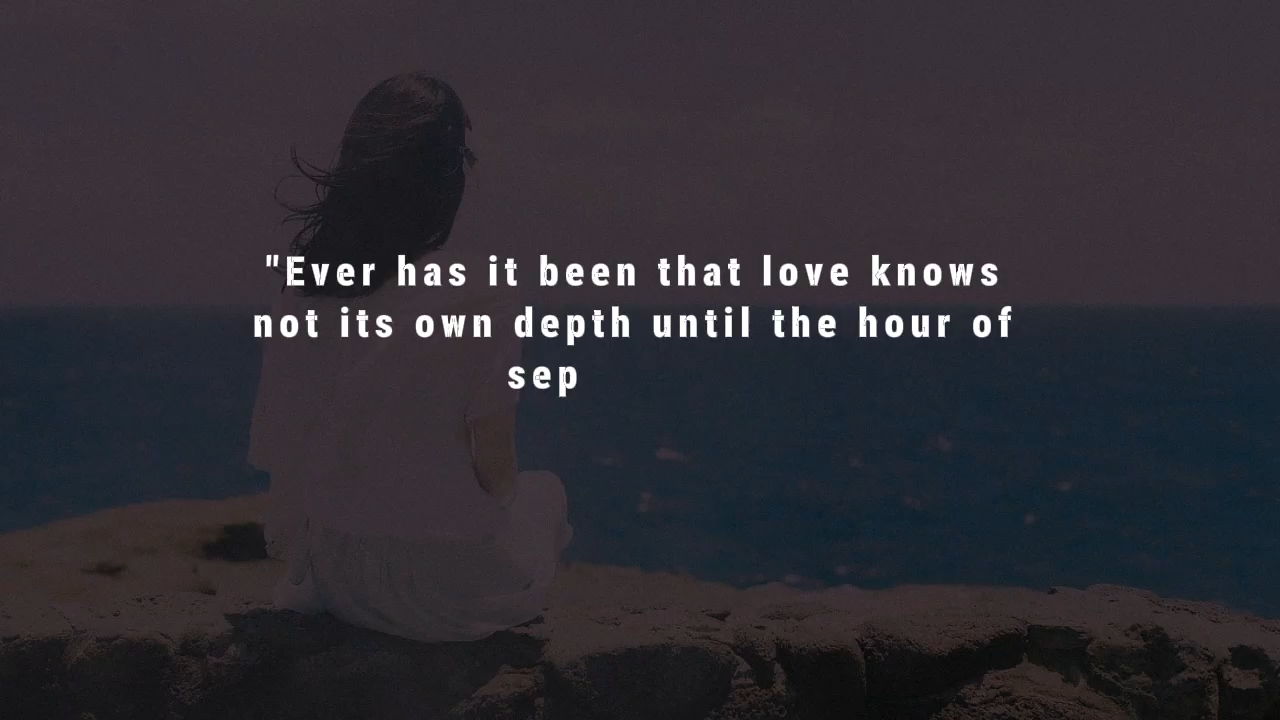 "Ever has it been that love knows
not its own depth until the hour of
sep